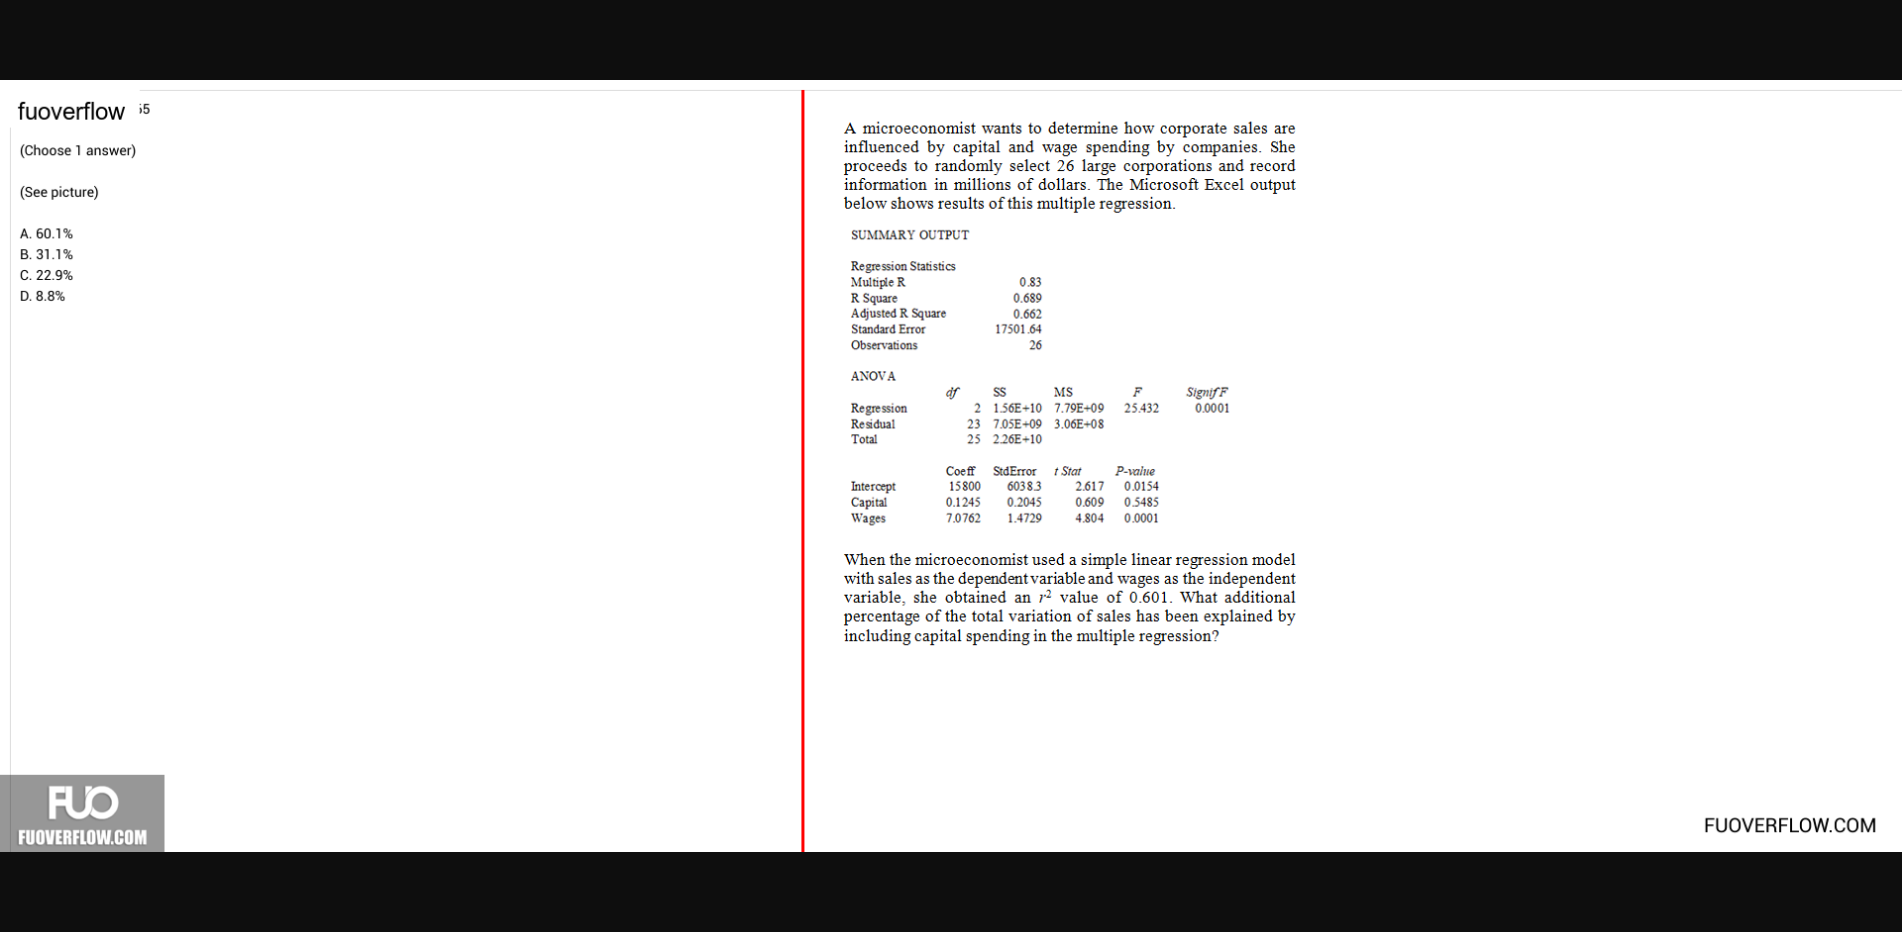 fuoverflow 55
(Choose 1 answer)
(See picture)
A. 60.1%
B. 31.1%
C. 22.9%
D. 8.8%
FUO
FUOVERFLOW.COM
A microeconomist wants to determine how corporate sales are
influenced by capital and wage spending by companies. She
proceeds to randomly select 26 large corporations and record
information in millions of dollars. The Microsoft Excel output
below shows results of this multiple regression.
SUMMARY OUTPUT
Regression Statistics
Multiple R 0.83
R Square 0.689
Adjusted R Square 0.662
Standard Error 17501.64
Observations 26
ANOVA
df SS MS F Signif F
Regression 2 1.56E+10 7.79E+09 25.432 0.0001
Residual 23 7.05E+09 3.06E+08
Total 25 2.26E+10
Coeff StdError t Stat P-value
Intercept 15800 6038.3 2.617 0.0154
Capital 0.1245 0.2045 0.609 0.5485
Wages 7.0762 1.4729 4.804 0.0001
When the microeconomist used a simple linear regression model
with sales as the dependent variable and wages as the independent
variable, she obtained an r² value of 0.601. What additional
percentage of the total variation of sales has been explained by
including capital spending in the multiple regression?
FUOVERFLOW.COM